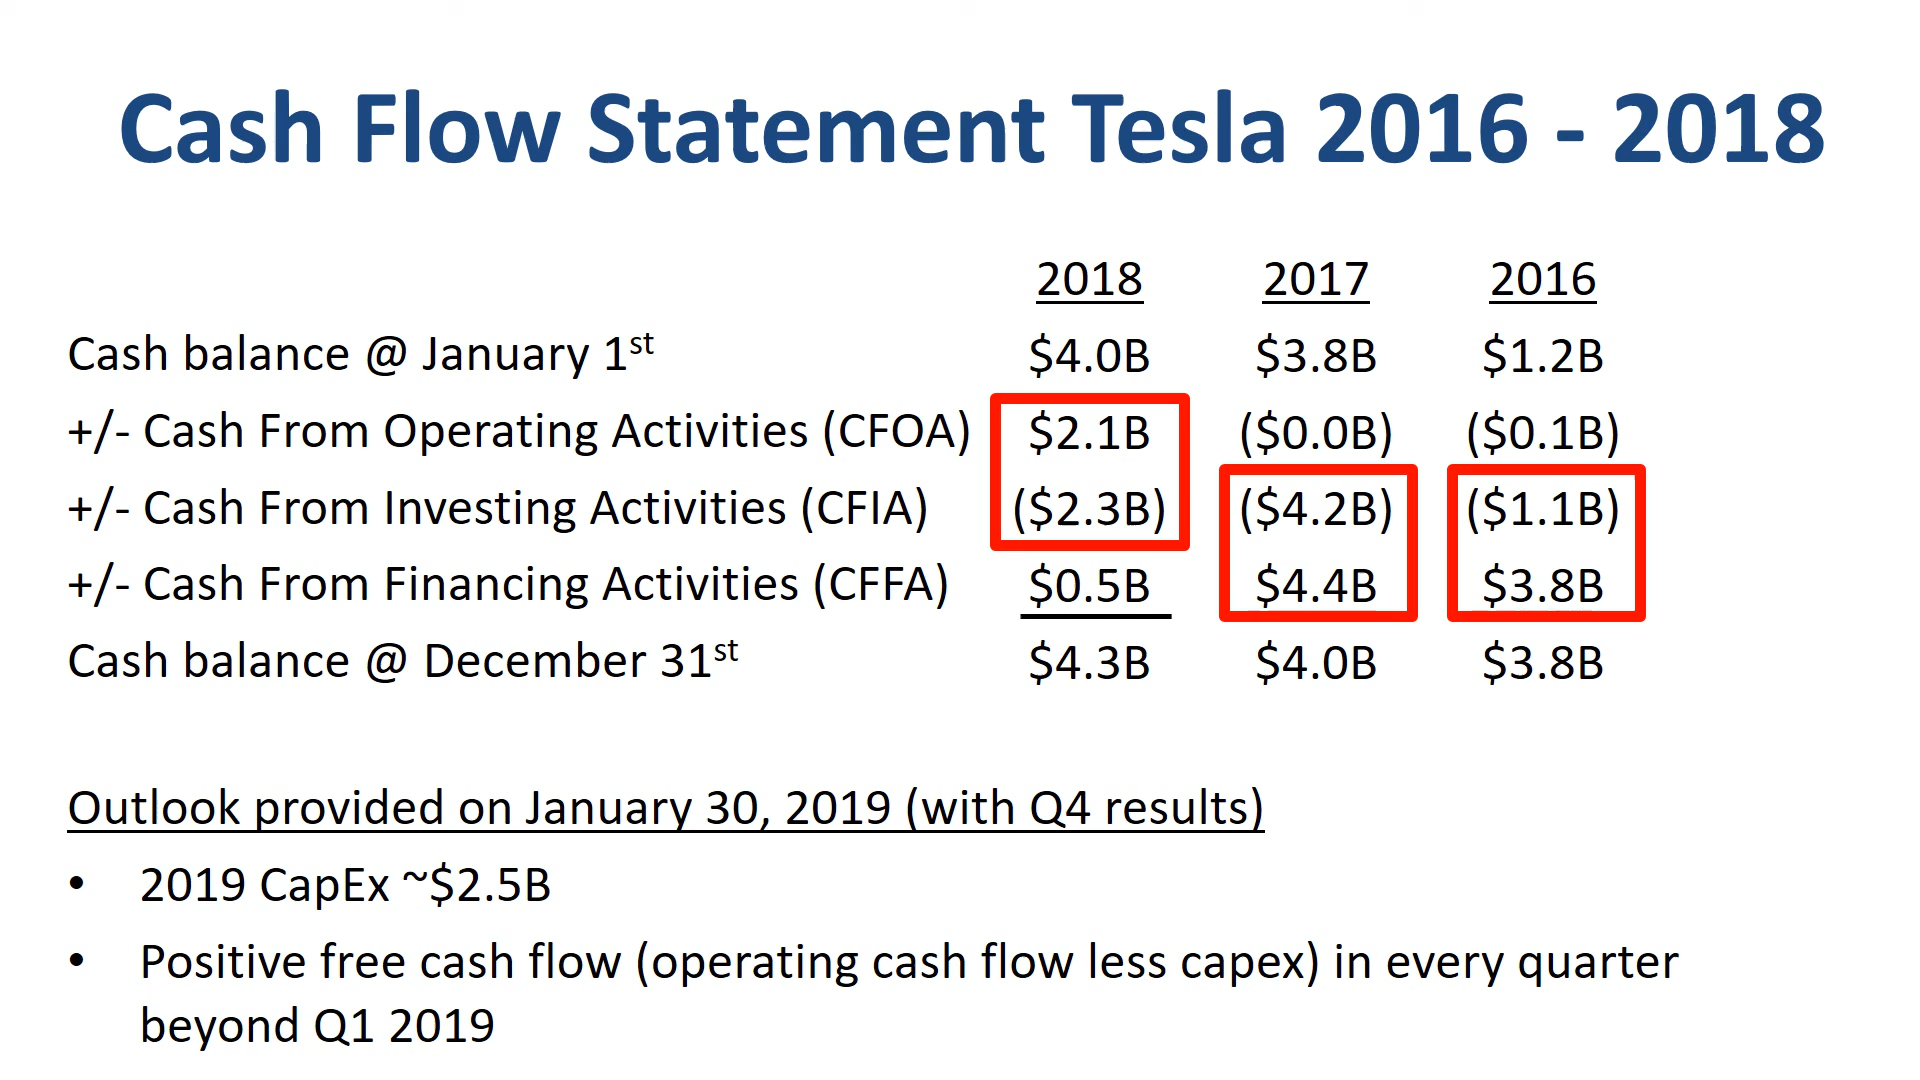 Cash Flow Statement Tesla 2016 - 2018
2018 2017 2016
Cash balance @ January 1st $4.0B $3.8B $1.2B
+/- Cash From Operating Activities (CFOA) $2.1B ($0.0B) ($0.1B)
+/- Cash From Investing Activities (CFIA) ($2.3B) ($4.2B) ($1.1B)
+/- Cash From Financing Activities (CFFA) $0.5B $4.4B $3.8B
Cash balance @ December 31st $4.3B $4.0B $3.8B
Outlook provided on January 30, 2019 (with Q4 results)
• 2019 CapEx ~$2.5B
• Positive free cash flow (operating cash flow less capex) in every quarter
beyond Q1 2019